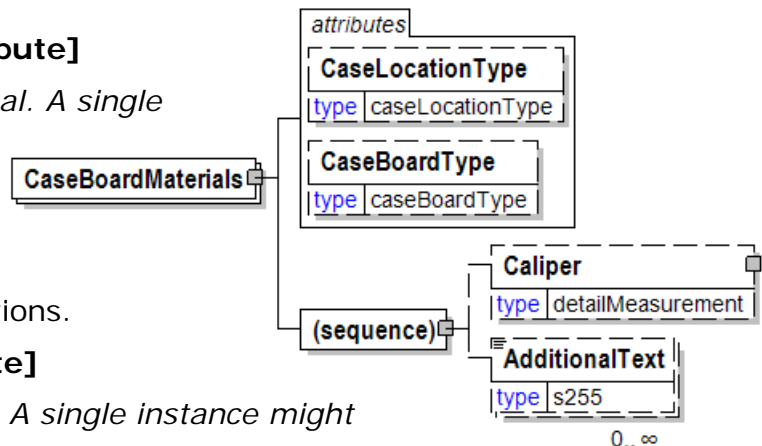 attributes
bute]
CaseLocationType
al. A single
type caseLocationType
CaseBoardType
CaseBoardMaterials
type caseBoardType
Caliper
ions.
type detailMeasurement
(sequence)
te]
AdditionalText
type s255
A single instance might
0..∞